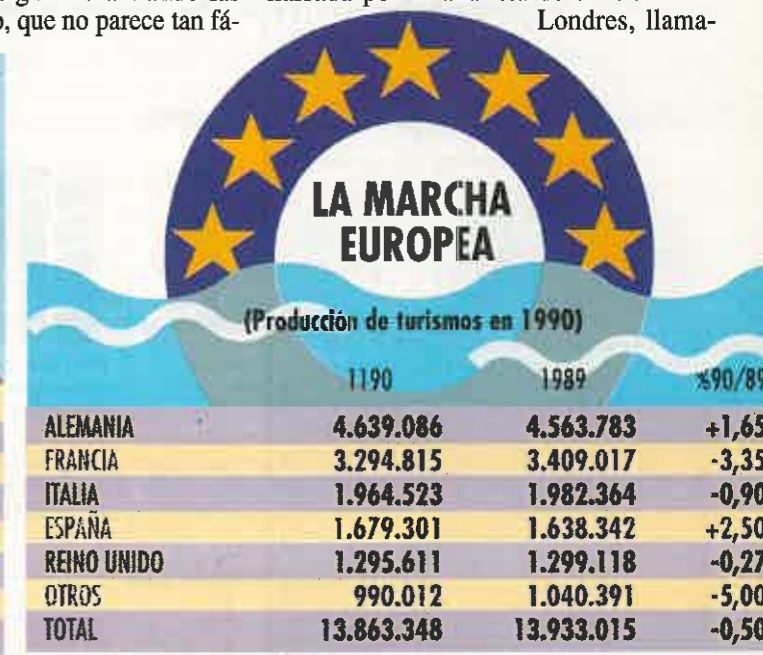 o, que no parece tan fá-
Londres, llama-
LA MARCHA
EUROPEA
(Producción de turismos en 1990)
1190 1989 %90/89
ALEMANIA 4.639.086 4.563.783 +1,65
FRANCIA 3.294.815 3.409.017 -3,35
ITALIA 1.964.523 1.982.364 -0,90
ESPAÑA 1.679.301 1.638.342 +2,50
REINO UNIDO 1.295.611 1.299.118 -0,27
OTROS 990.012 1.040.391 -5,00
TOTAL 13.863.348 13.933.015 -0,50